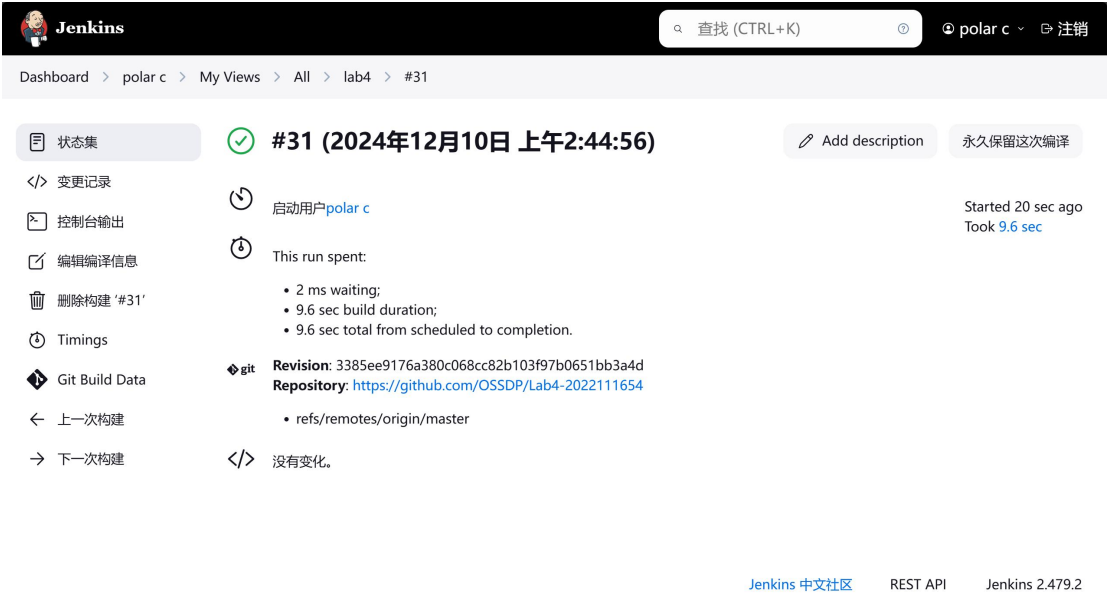 Jenkins
查找 (CTRL+K)
polar c
注销
Dashboard > polar c > My Views > All > lab4 > #31
状态集
变更记录
控制台输出
编辑编译信息
删除构建 '#31'
Timings
Git Build Data
上一次构建
下一次构建
#31 (2024年12月10日 上午2:44:56)
Add description
永久保留这次编译
启动用户polar c
Started 20 sec ago
Took 9.6 sec
This run spent:
• 2 ms waiting;
• 9.6 sec build duration;
• 9.6 sec total from scheduled to completion.
git
Revision: 3385ee9176a380c068cc82b103f97b0651bb3a4d
Repository: https://github.com/OSSDP/Lab4-2022111654
• refs/remotes/origin/master
没有变化。
Jenkins 中文社区
REST API
Jenkins 2.479.2